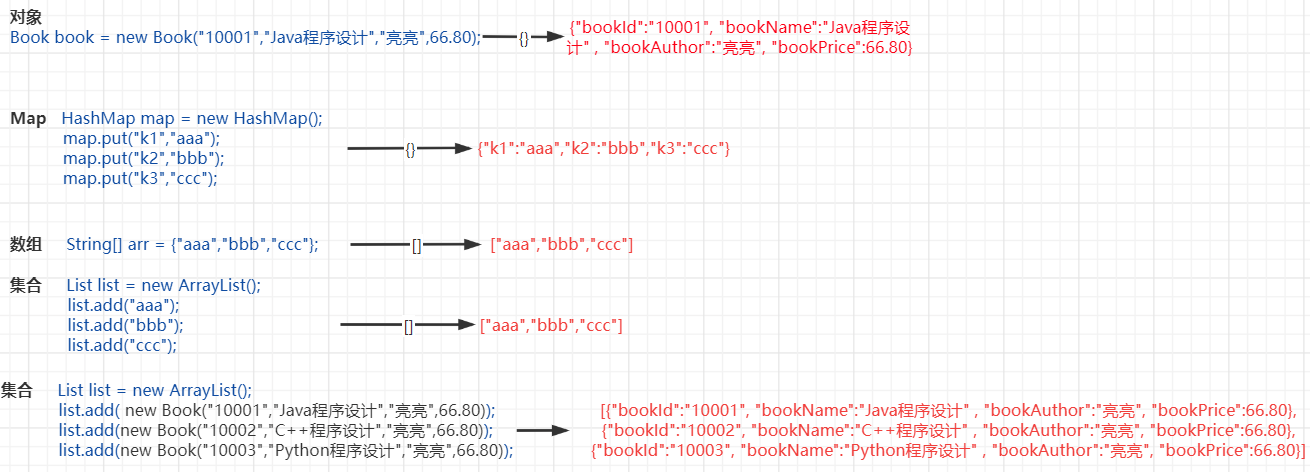 对象
Book book = new Book("10001","Java程序设计","亮亮",66.80);
{}
{"bookId":"10001", "bookName":"Java程序设
计" , "bookAuthor":"亮亮", "bookPrice":66.80}
Map HashMap map = new HashMap();
map.put("k1","aaa");
map.put("k2","bbb");
map.put("k3","ccc");
{}
{"k1":"aaa","k2":"bbb","k3":"ccc"}
数组 String[] arr = {"aaa","bbb","ccc"};
[]
["aaa","bbb","ccc"]
集合 List list = new ArrayList();
list.add("aaa");
list.add("bbb");
list.add("ccc");
[]
["aaa","bbb","ccc"]
集合 List list = new ArrayList();
list.add( new Book("10001","Java程序设计","亮亮",66.80));
list.add(new Book("10002","C++程序设计","亮亮",66.80));
list.add(new Book("10003","Python程序设计","亮亮",66.80));
[{"bookId":"10001", "bookName":"Java程序设计" , "bookAuthor":"亮亮", "bookPrice":66.80},
{"bookId":"10002", "bookName":"C++程序设计" , "bookAuthor":"亮亮", "bookPrice":66.80},
{"bookId":"10003", "bookName":"Python程序设计" , "bookAuthor":"亮亮", "bookPrice":66.80}]